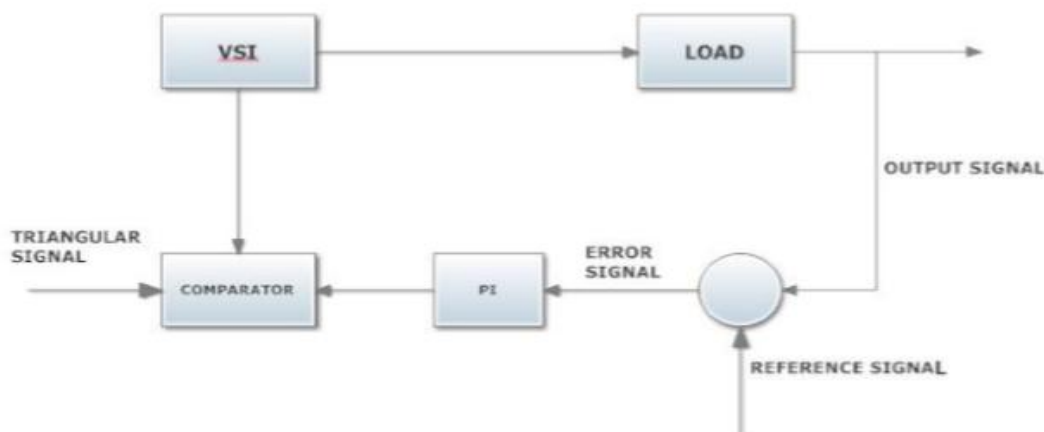 VSI
LOAD
OUTPUT SIGNAL
TRIANGULAR
SIGNAL
ERROR
SIGNAL
COMPARATOR
PI
REFERENCE SIGNAL